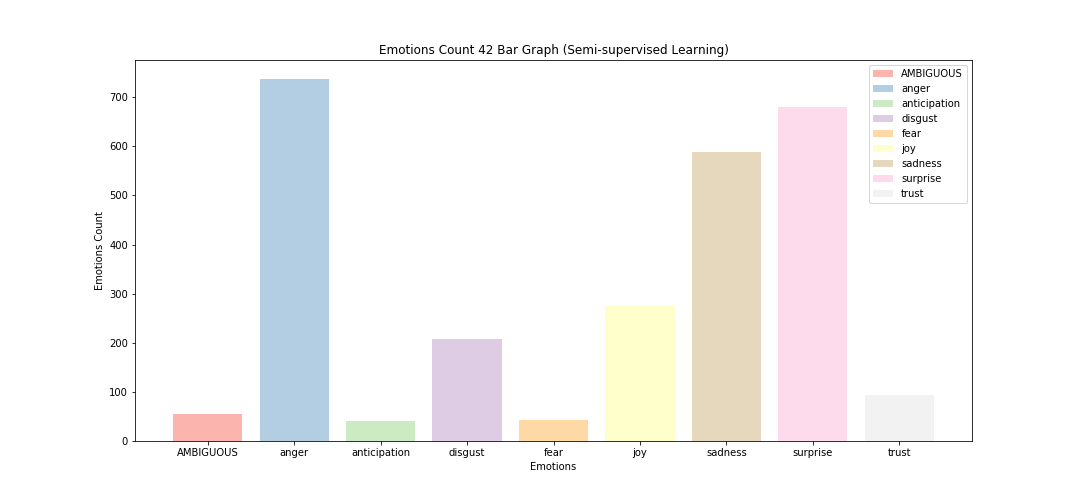 Emotions Count 42 Bar Graph (Semi-supervised Learning)
AMBIGUOUS
anger
anticipation
disgust
fear
joy
sadness
surprise
trust
700
600
500
400
300
200
100
0
Emotions Count
AMBIGUOUS anger anticipation disgust fear joy sadness surprise trust
Emotions